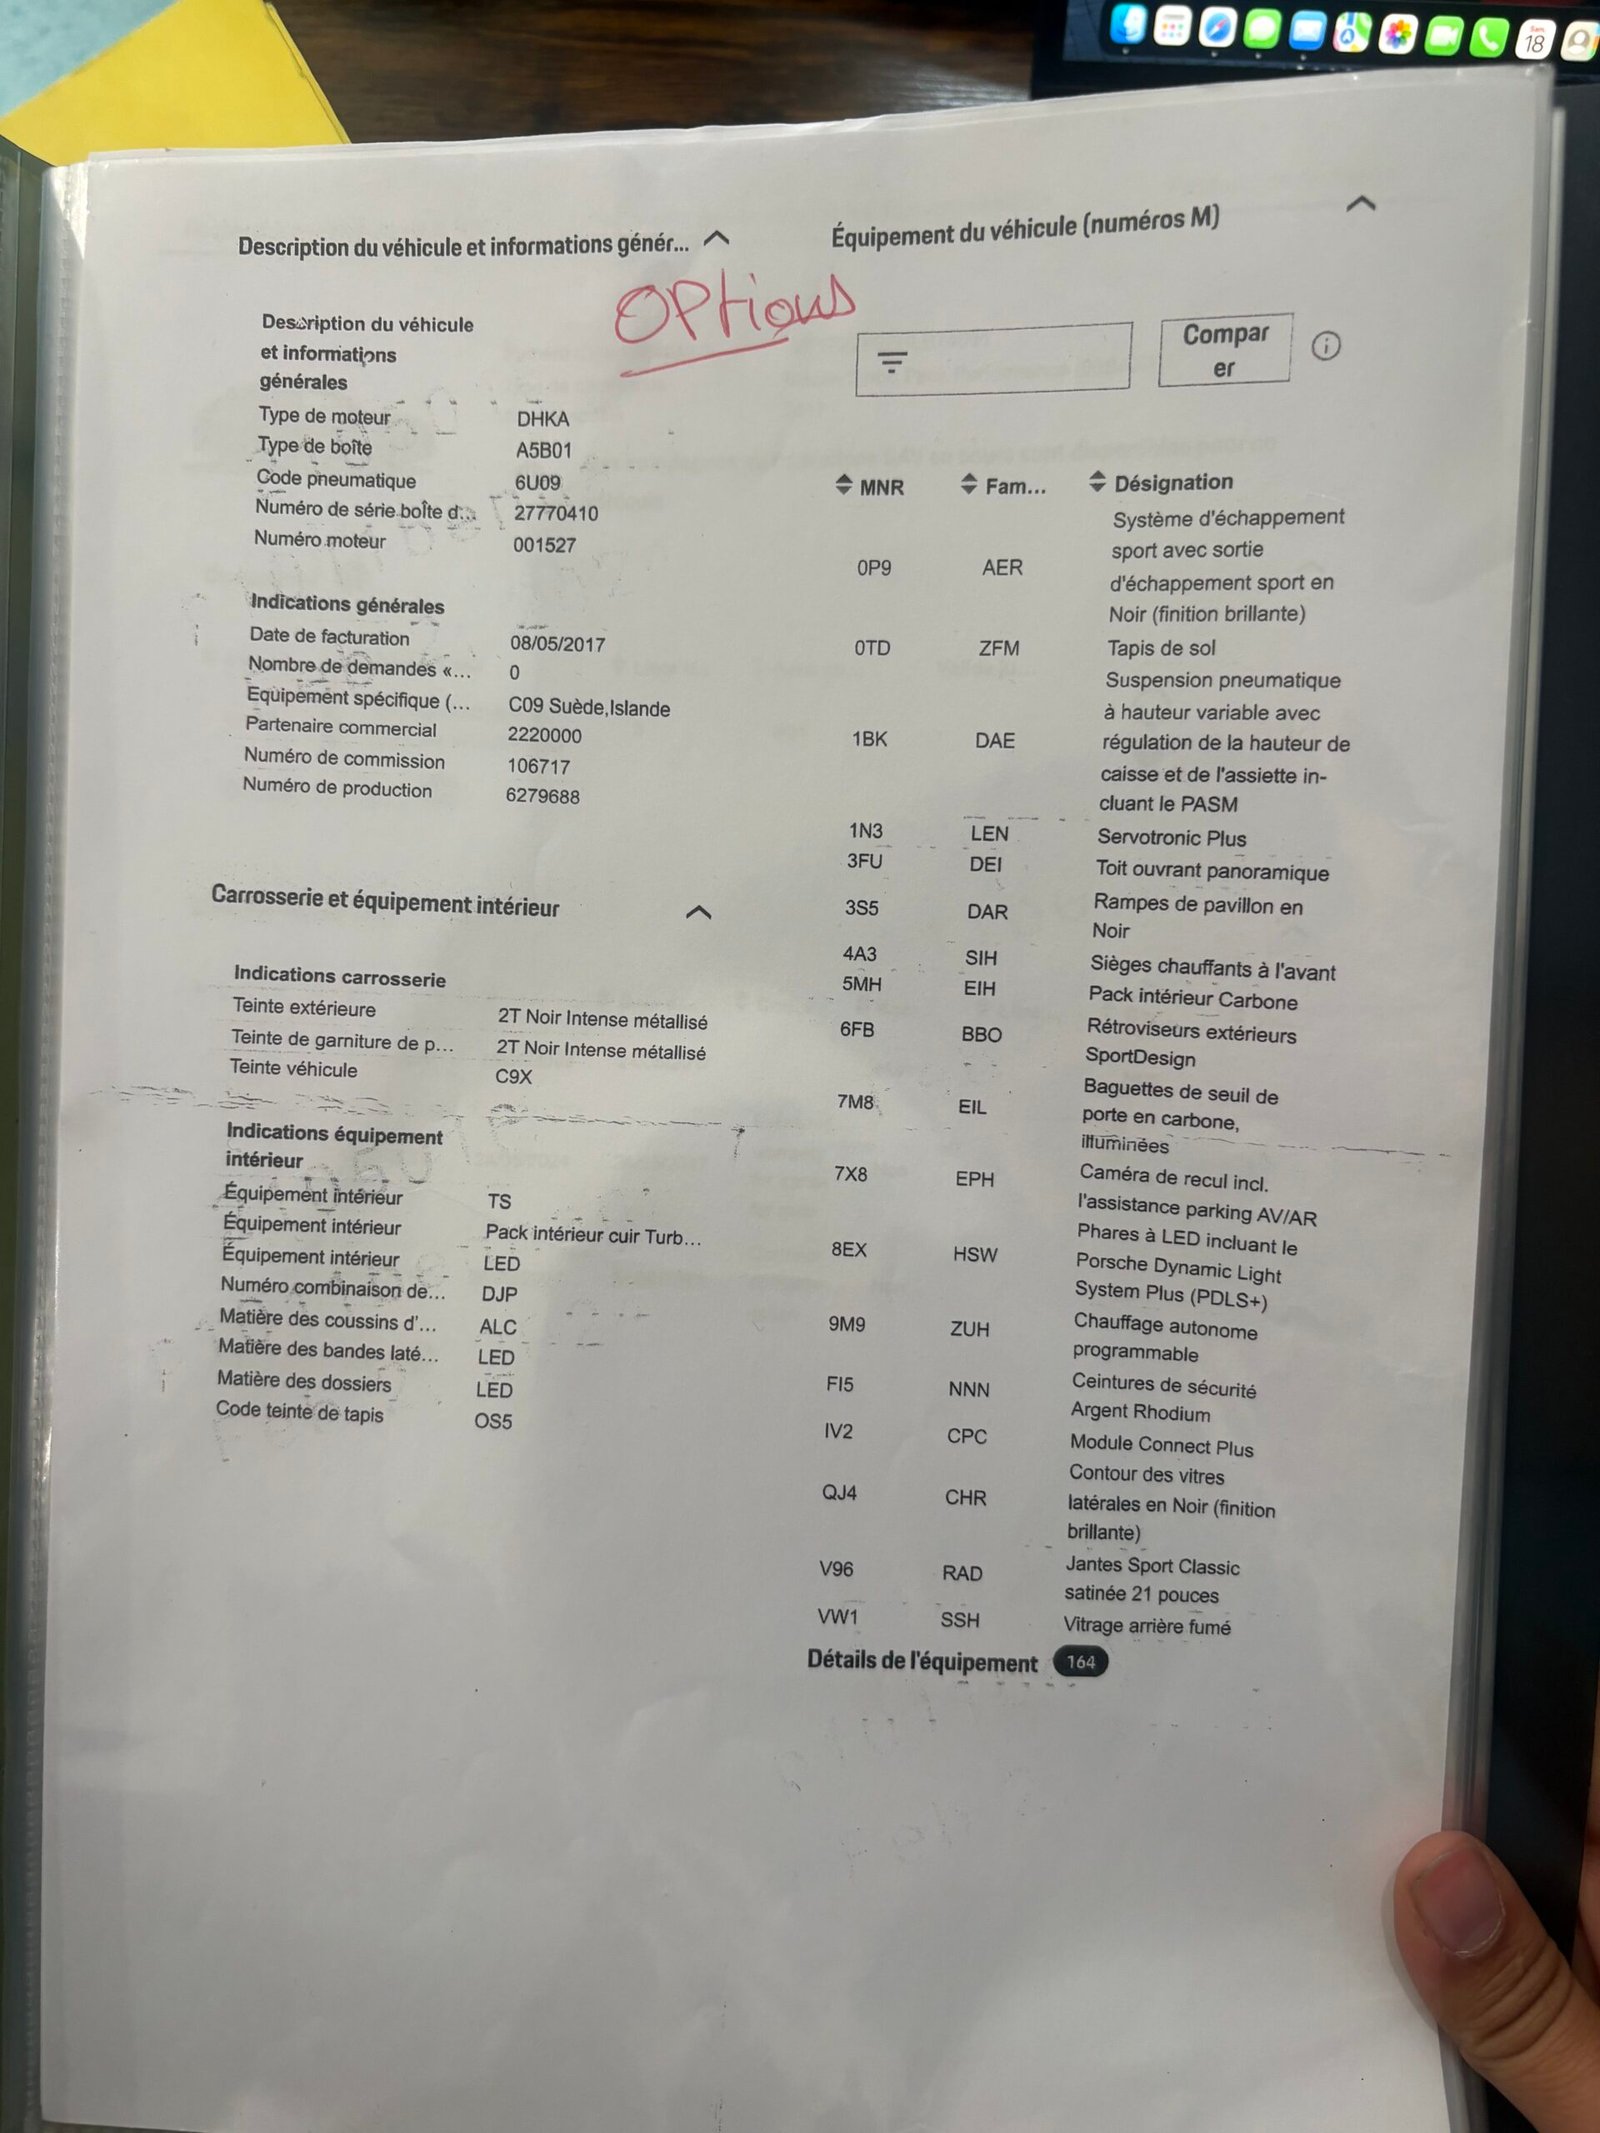 18
Description du véhicule et informations génér...
OPtions
Description du véhicule
et informations
générales
Type de moteur DHKA
Type de boîte A5B01
Code pneumatique 6U09
Numéro de série boîte d... 27770410
Numéro moteur 001527
Indications générales
Date de facturation 08/05/2017
Nombre de demandes «... 0
Equipement spécifique (... C09 Suède,Islande
Partenaire commercial 2220000
Numéro de commission 106717
Numéro de production 6279688
Carrosserie et équipement intérieur
Indications carrosserie
Teinte extérieure 2T Noir Intense métallisé
Teinte de garniture de p... 2T Noir Intense métallisé
Teinte véhicule C9X
Indications équipement
intérieur
Équipement intérieur TS
Équipement intérieur Pack intérieur cuir Turb...
Équipement intérieur LED
Numéro combinaison de... DJP
Matière des coussins d'... ALC
Matière des bandes laté... LED
Matière des dossiers LED
Code teinte de tapis OS5
Équipement du véhicule (numéros M)
Compar
er
MNR Fam... Désignation
Système d'échappement
sport avec sortie
0P9 AER d'échappement sport en
Noir (finition brillante)
0TD ZFM Tapis de sol
Suspension pneumatique
à hauteur variable avec
1BK DAE régulation de la hauteur de
caisse et de l'assiette in-
cluant le PASM
1N3 LEN Servotronic Plus
3FU DEI Toit ouvrant panoramique
3S5 DAR Rampes de pavillon en
Noir
4A3 SIH Sièges chauffants à l'avant
5MH EIH Pack intérieur Carbone
6FB BBO Rétroviseurs extérieurs
SportDesign
Baguettes de seuil de
7M8 EIL porte en carbone,
illuminées
7X8 EPH Caméra de recul incl.
l'assistance parking AV/AR
Phares à LED incluant le
8EX HSW Porsche Dynamic Light
System Plus (PDLS+)
9M9 ZUH Chauffage autonome
programmable
FI5 NNN Ceintures de sécurité
Argent Rhodium
IV2 CPC Module Connect Plus
Contour des vitres
QJ4 CHR latérales en Noir (finition
brillante)
V96 RAD Jantes Sport Classic
satinée 21 pouces
VW1 SSH Vitrage arrière fumé
Détails de l'équipement 164